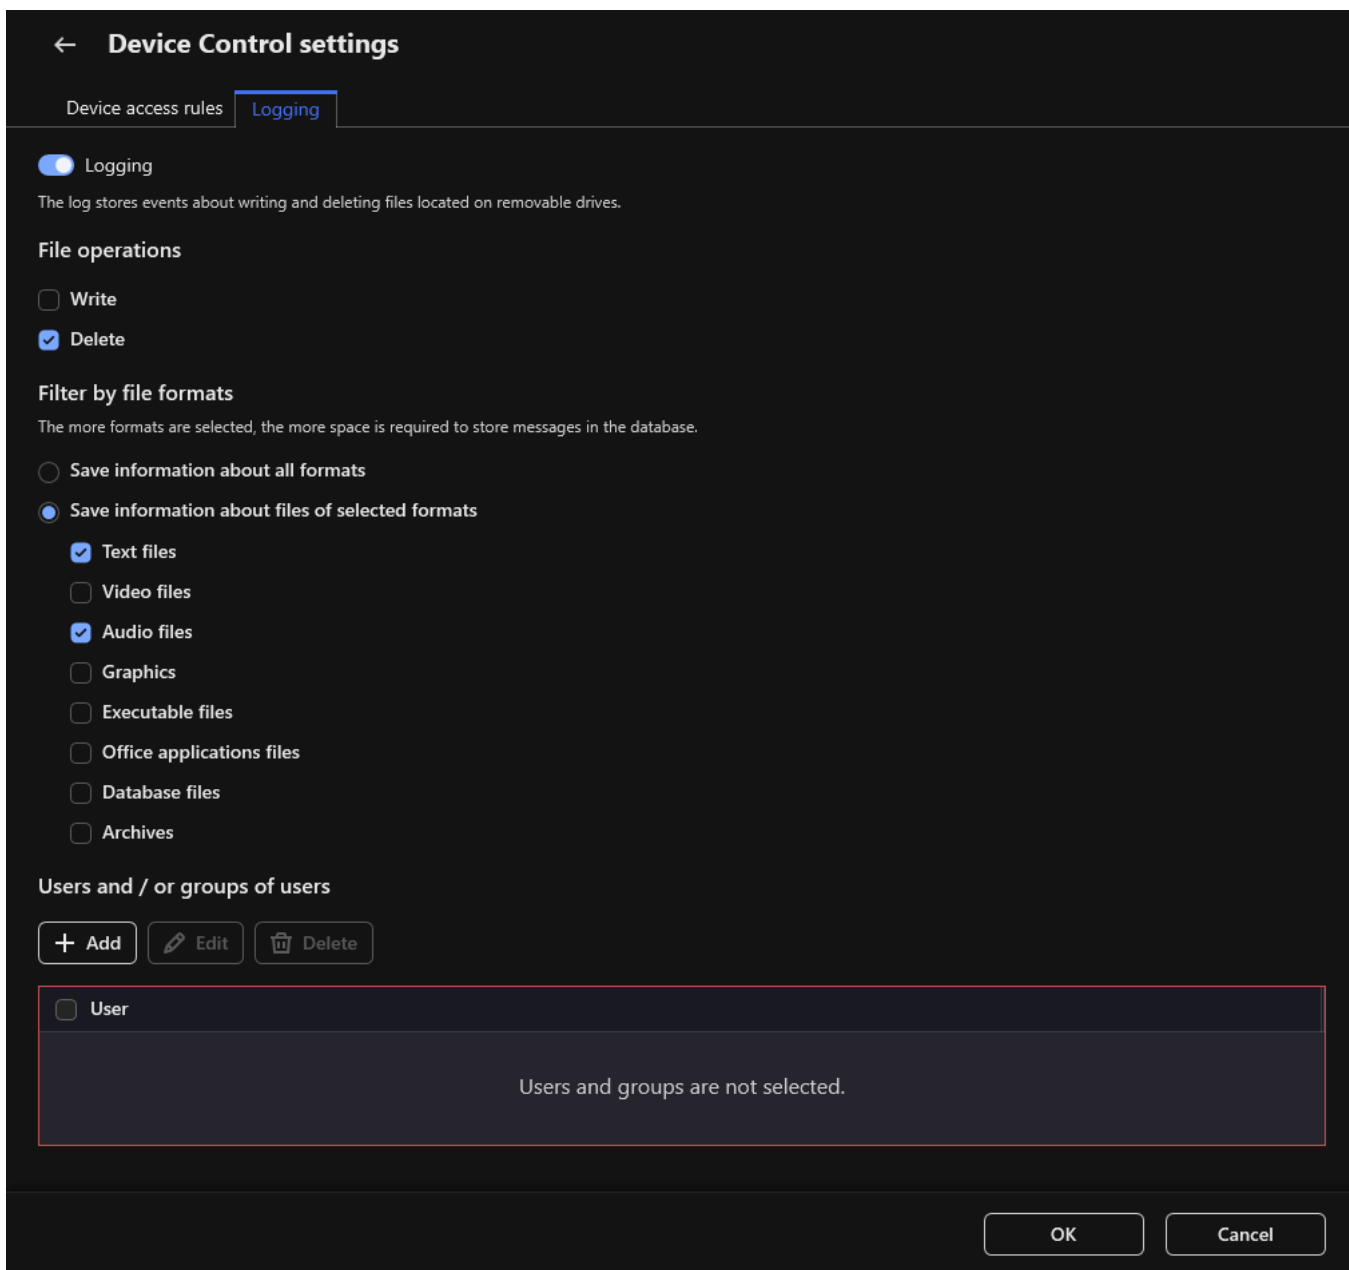 Device Control settings
Device access rules
Logging
Logging
The log stores events about writing and deleting files located on removable drives.
File operations
Write
Delete
Filter by file formats
The more formats are selected, the more space is required to store messages in the database.
Save information about all formats
Save information about files of selected formats
Text files
Video files
Audio files
Graphics
Executable files
Office applications files
Database files
Archives
Users and / or groups of users
Add
Edit
Delete
User
Users and groups are not selected.
OK
Cancel